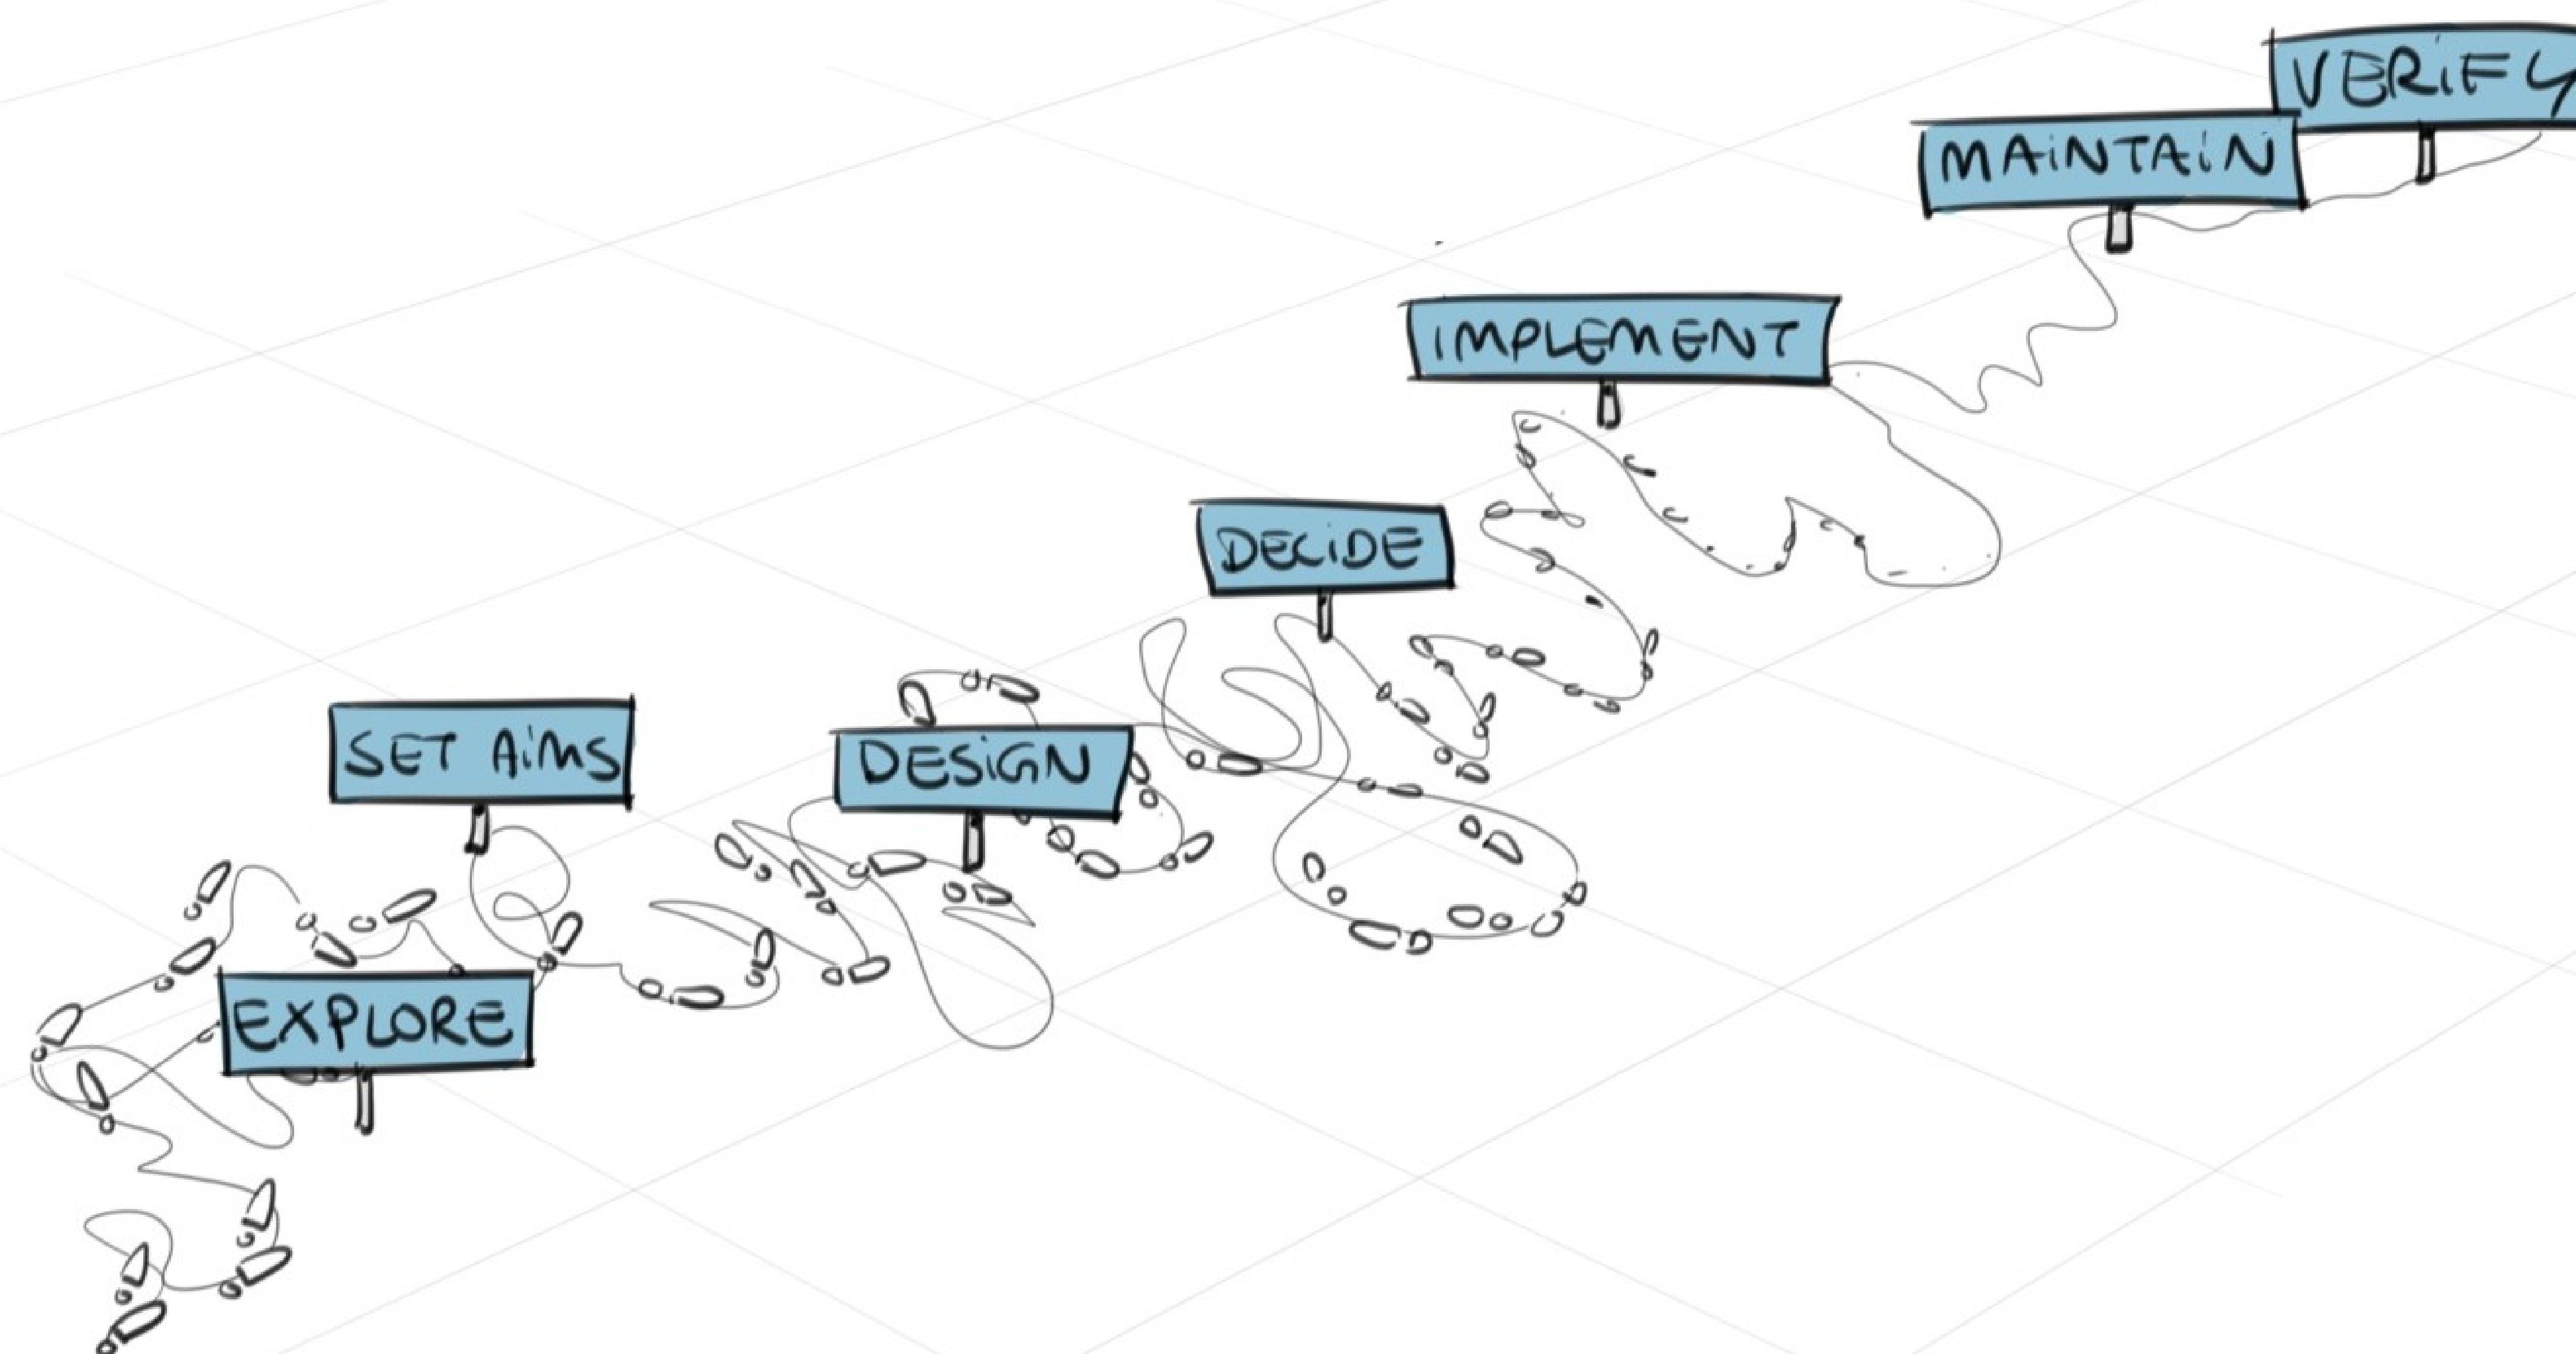 VERIFY
MAINTAIN
IMPLEMENT
DECIDE
SET AIMS
DESIGN
EXPLORE